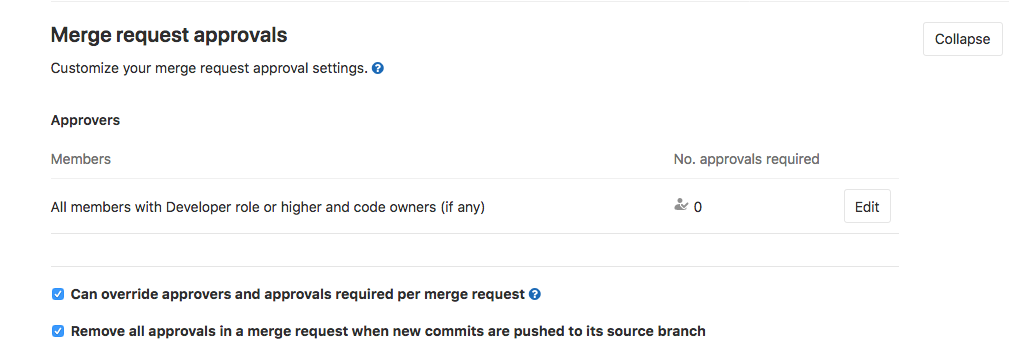 Merge request approvals
Collapse
Customize your merge request approval settings. ?
Approvers
Members No. approvals required
All members with Developer role or higher and code owners (if any) 0 Edit
Can override approvers and approvals required per merge request ?
Remove all approvals in a merge request when new commits are pushed to its source branch